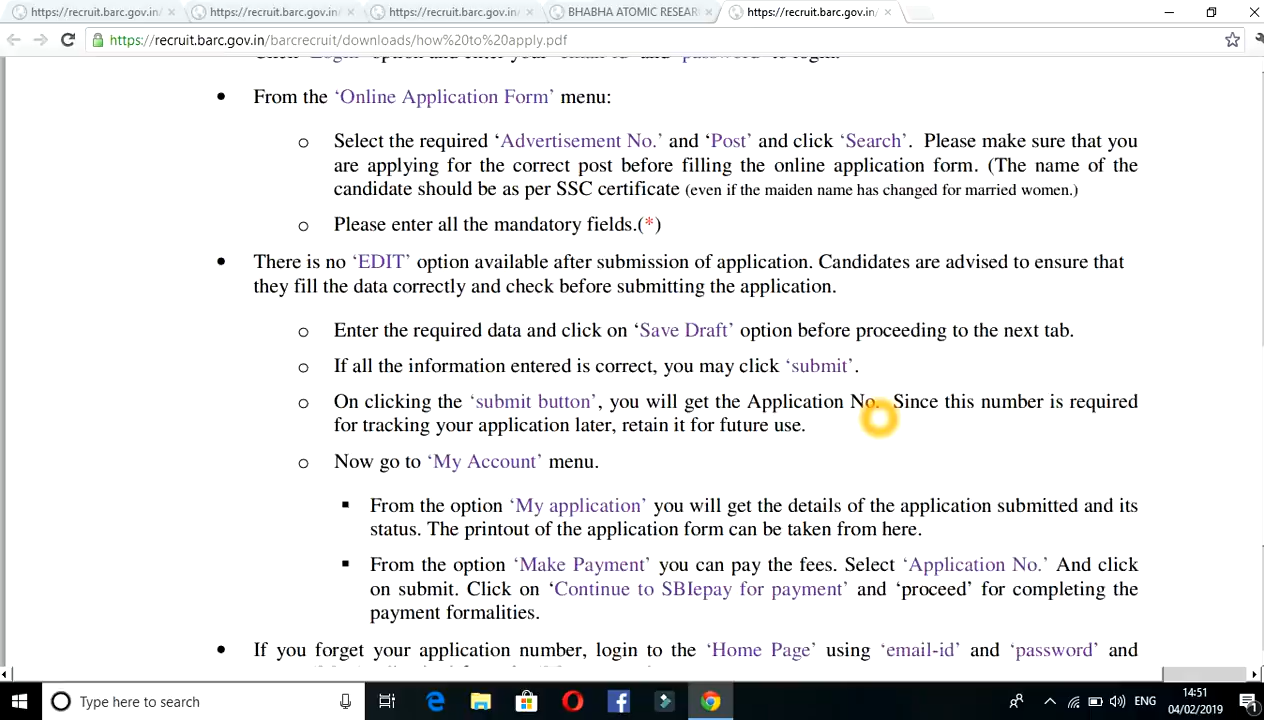 https://recruit.barc.gov.in/
https://recruit.barc.gov.in/
https://recruit.barc.gov.in/
BHABHA ATOMIC RESEAR
https://recruit.barc.gov.in/
https://recruit.barc.gov.in/barcrecruit/downloads/how%20to%20apply.pdf
Click 'Login' option and enter your 'email-id' and 'password' to login.
• From the ‘Online Application Form’ menu:
o Select the required ‘Advertisement No.’ and ‘Post’ and click ‘Search’. Please make sure that you
are applying for the correct post before filling the online application form. (The name of the
candidate should be as per SSC certificate (even if the maiden name has changed for married women.)
o Please enter all the mandatory fields.(*)
• There is no ‘EDIT’ option available after submission of application. Candidates are advised to ensure that
they fill the data correctly and check before submitting the application.
o Enter the required data and click on ‘Save Draft’ option before proceeding to the next tab.
o If all the information entered is correct, you may click ‘submit’.
o On clicking the ‘submit button’, you will get the Application No. Since this number is required
for tracking your application later, retain it for future use.
o Now go to ‘My Account’ menu.
▪ From the option ‘My application’ you will get the details of the application submitted and its
status. The printout of the application form can be taken from here.
▪ From the option ‘Make Payment’ you can pay the fees. Select ‘Application No.’ And click
on submit. Click on ‘Continue to SBIepay for payment’ and ‘proceed’ for completing the
payment formalities.
• If you forget your application number, login to the ‘Home Page’ using ‘email-id’ and ‘password’ and
Type here to search
ENG
14:51
04/02/2019
1